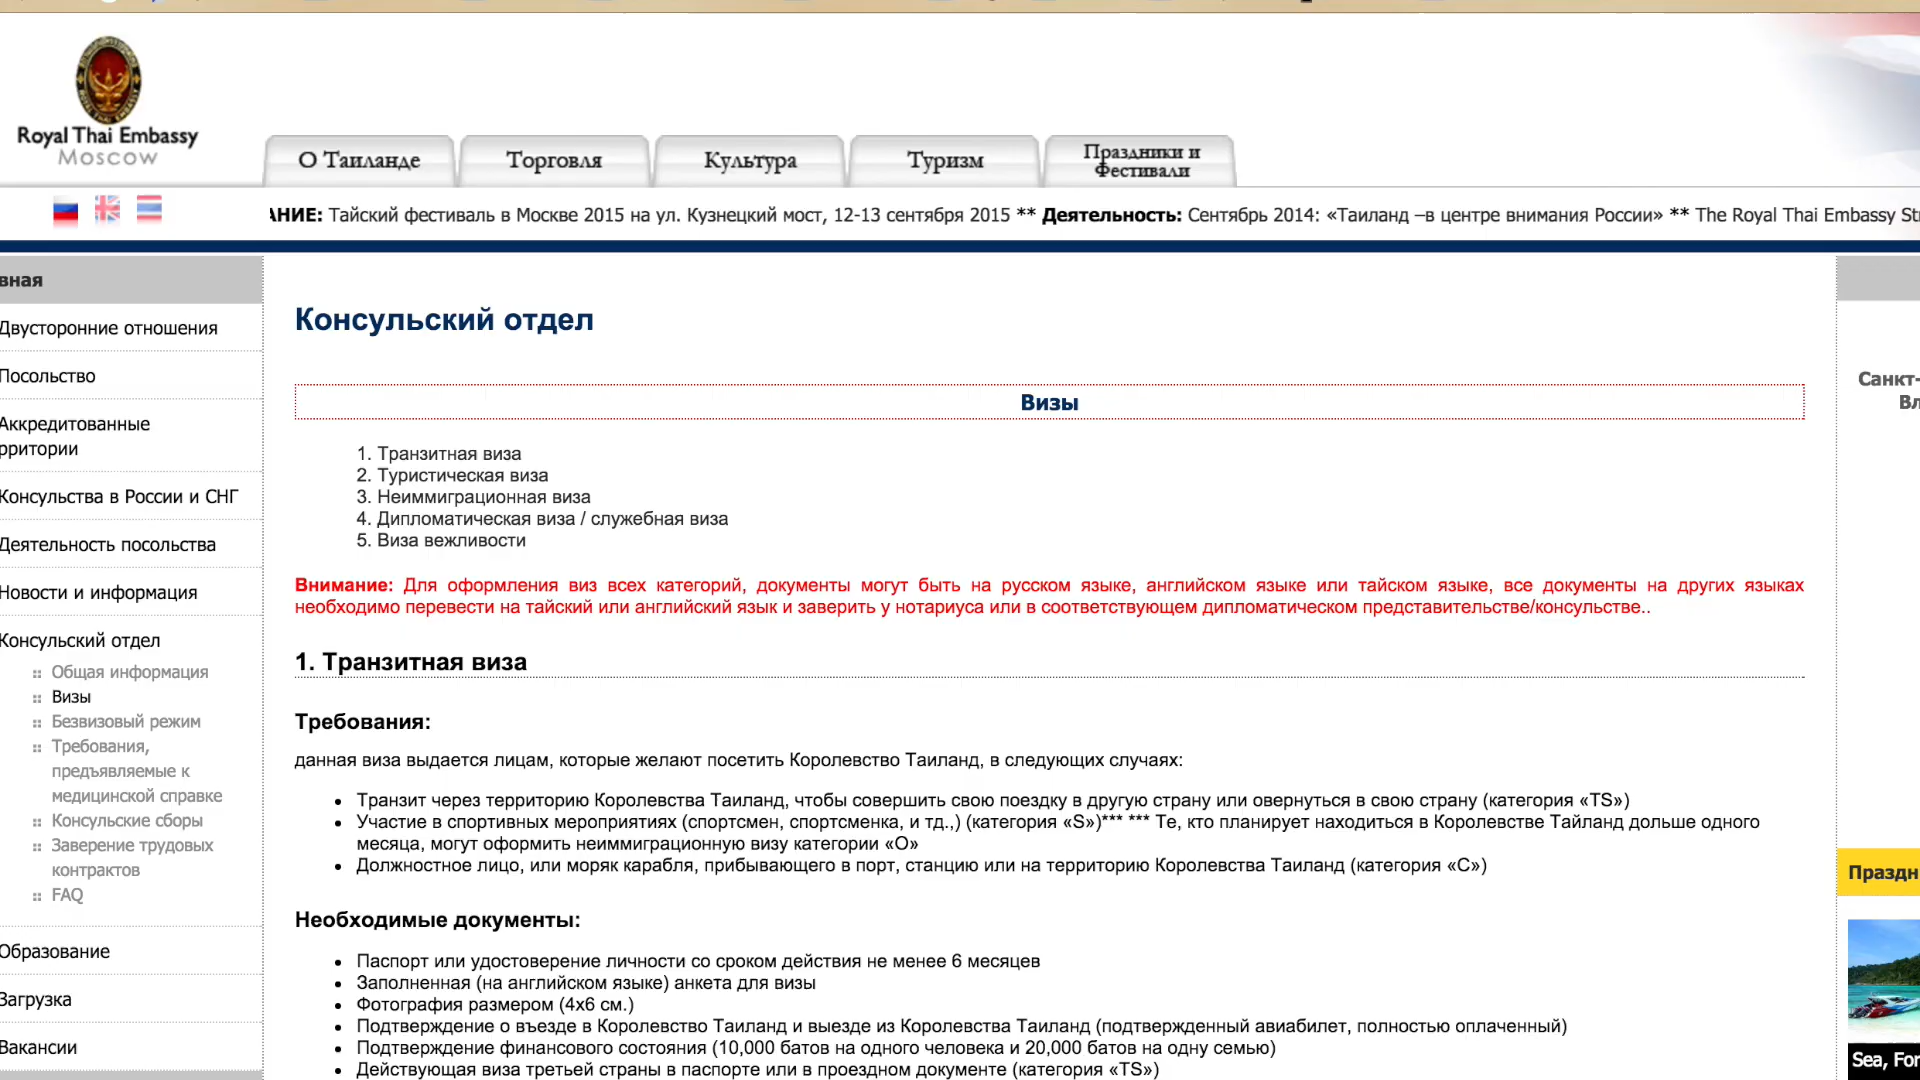 Royal Thai Embassy
Moscow
О Таиланде
Торговля
Культура
Туризм
Праздники и
Фестивали
АНИЕ: Тайский фестиваль в Москве 2015 на ул. Кузнецкий мост, 12-13 сентября 2015 ** Деятельность: Сентябрь 2014: «Таиланд –в центре внимания России» ** The Royal Thai Embassy St
вная
Двусторонние отношения
Посольство
Аккредитованные
рритории
Консульства в России и СНГ
Деятельность посольства
Новости и информация
Консульский отдел
Общая информация
Визы
Безвизовый режим
Требования,
предъявляемые к
медицинской справке
Консульские сборы
Заверение трудовых
контрактов
FAQ
Образование
Загрузка
Вакансии
Консульский отдел
Визы
1. Транзитная виза
2. Туристическая виза
3. Неиммиграционная виза
4. Дипломатическая виза / служебная виза
5. Виза вежливости
Внимание: Для оформления виз всех категорий, документы могут быть на русском языке, английском языке или тайском языке, все документы на других языках
необходимо перевести на тайский или английский язык и заверить у нотариуса или в соответствующем дипломатическом представительстве/консульстве..
1. Транзитная виза
Требования:
данная виза выдается лицам, которые желают посетить Королевство Таиланд, в следующих случаях:
• Транзит через территорию Королевства Таиланд, чтобы совершить свою поездку в другую страну или овернуться в свою страну (категория «TS»)
• Участие в спортивных мероприятиях (спортсмен, спортсменка, и тд.,) (категория «S»)*** *** Те, кто планирует находиться в Королевстве Тайланд дольше одного
месяца, могут оформить неиммиграционную визу категории «O»
• Должностное лицо, или моряк карабля, прибывающего в порт, станцию или на территорию Королевства Таиланд (категория «C»)
Необходимые документы:
• Паспорт или удостоверение личности со сроком действия не менее 6 месяцев
• Заполненная (на английском языке) анкета для визы
• Фотография размером (4x6 см.)
• Подтверждение о въезде в Королевство Таиланд и выезде из Королевства Таиланд (подтвержденный авиабилет, полностью оплаченный)
• Подтверждение финансового состояния (10,000 батов на одного человека и 20,000 батов на одну семью)
• Действующая виза третьей страны в паспорте или в проездном документе (категория «TS»)
Санкт-
Вл
Праздн
Sea, For